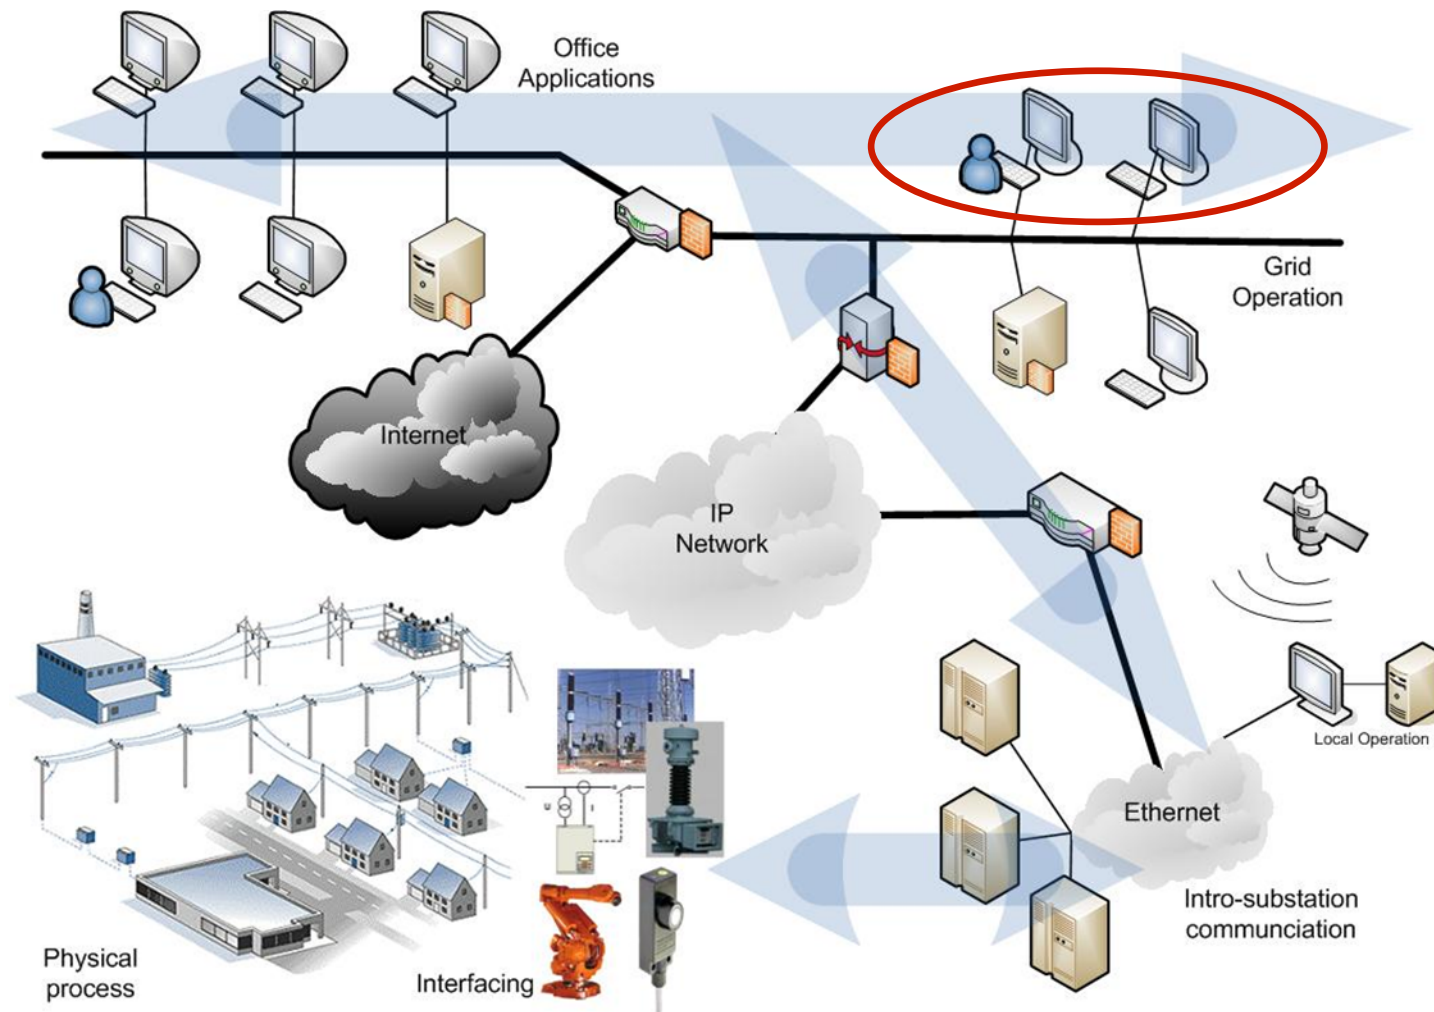 Office
Applications
Grid
Operation
Internet
IP
Network
Local Operation
Ethernet
Intro-substation
communciation
Physical
process
Interfacing